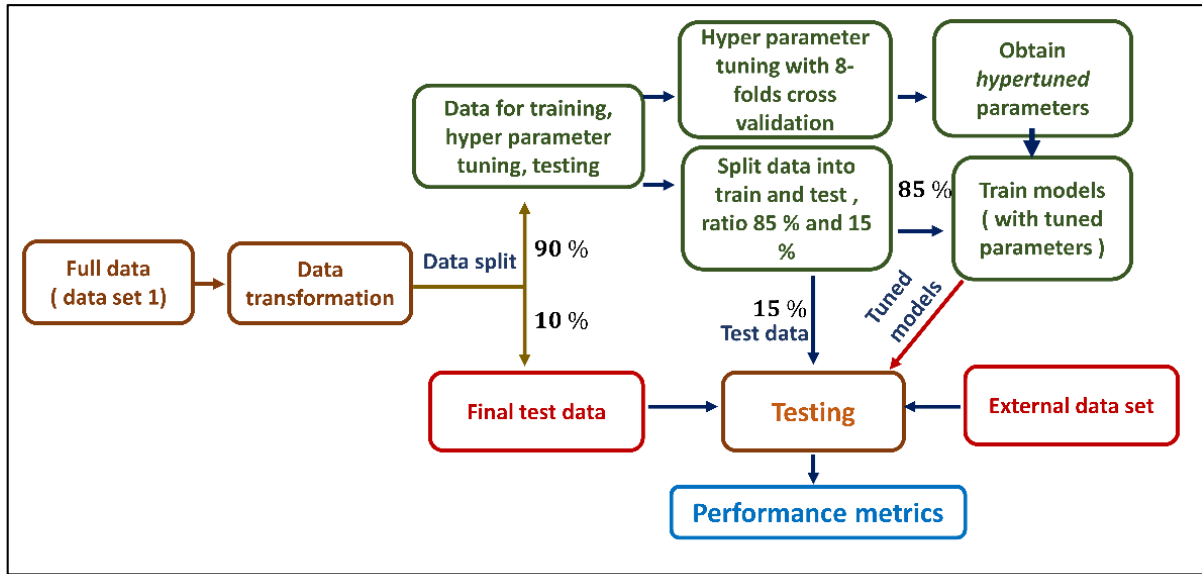 Full data
( data set 1)
Data
transformation
Data split
90 %
10 %
Data for training,
hyper parameter
tuning, testing
Hyper parameter
tuning with 8-
folds cross
validation
Obtain
hypertuned
parameters
Split data into
train and test ,
ratio 85 % and 15
%
85 %
Train models
( with tuned
parameters )
15 %
Test data
Tuned
models
Final test data
Testing
External data set
Performance metrics